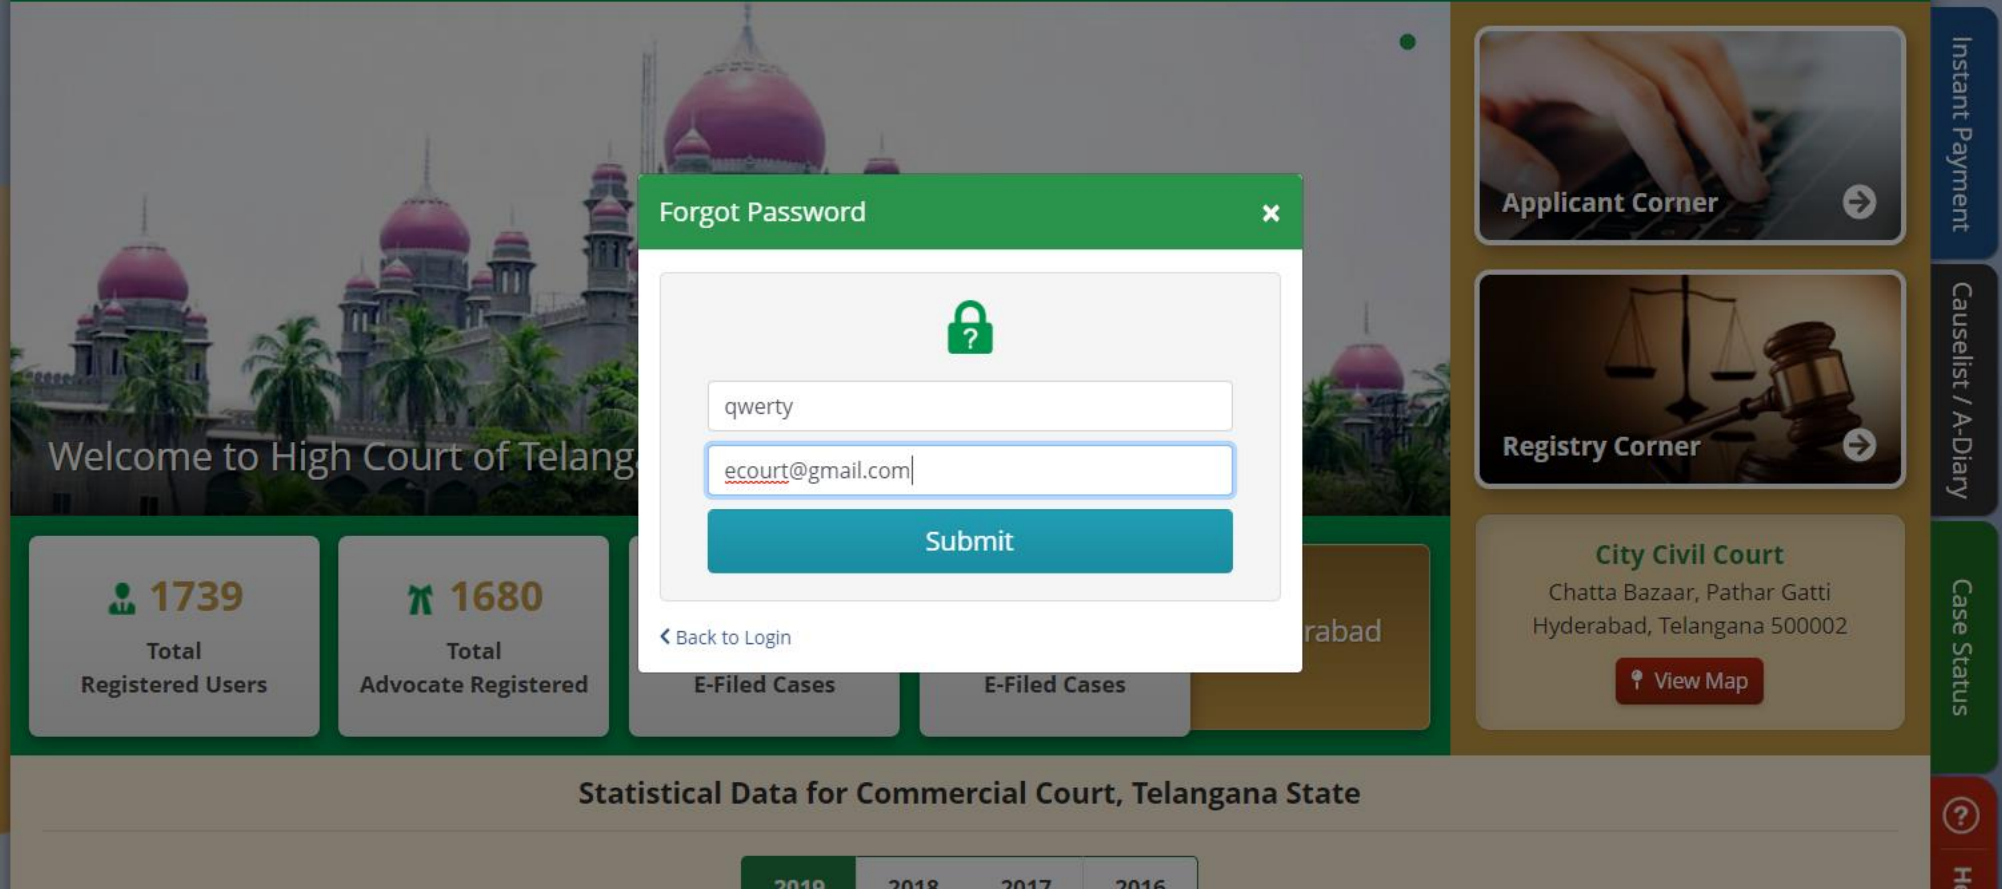 Welcome to High Court of Telang
Forgot Password
×
?
qwerty
ecourt@gmail.com
Submit
Back to Login
1739
Total
Registered Users
1680
Total
Advocate Registered
E-Filed Cases
E-Filed Cases
rabad
Applicant Corner
Registry Corner
City Civil Court
Chatta Bazaar, Pathar Gatti
Hyderabad, Telangana 500002
View Map
Instant Payment
Causelist / A-Diary
Case Status
?
Statistical Data for Commercial Court, Telangana State
2019 2018 2017 2016